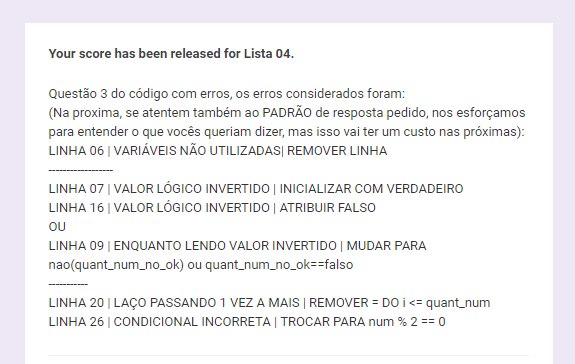 Your score has been released for Lista 04.
Questão 3 do código com erros, os erros considerados foram:
(Na proxima, se atentem também ao PADRÃO de resposta pedido, nos esforçamos
para entender o que vocês queriam dizer, mas isso vai ter um custo nas próximas):
LINHA 06 | VARIÁVEIS NÃO UTILIZADAS| REMOVER LINHA
------------------
LINHA 07 | VALOR LÓGICO INVERTIDO | INICIALIZAR COM VERDADEIRO
LINHA 16 | VALOR LÓGICO INVERTIDO | ATRIBUIR FALSO
OU
LINHA 09 | ENQUANTO LENDO VALOR INVERTIDO | MUDAR PARA
nao(quant_num_no_ok) ou quant_num_no_ok==falso
-----------
LINHA 20 | LAÇO PASSANDO 1 VEZ A MAIS | REMOVER = DO i <= quant_num
LINHA 26 | CONDICIONAL INCORRETA | TROCAR PARA num % 2 == 0